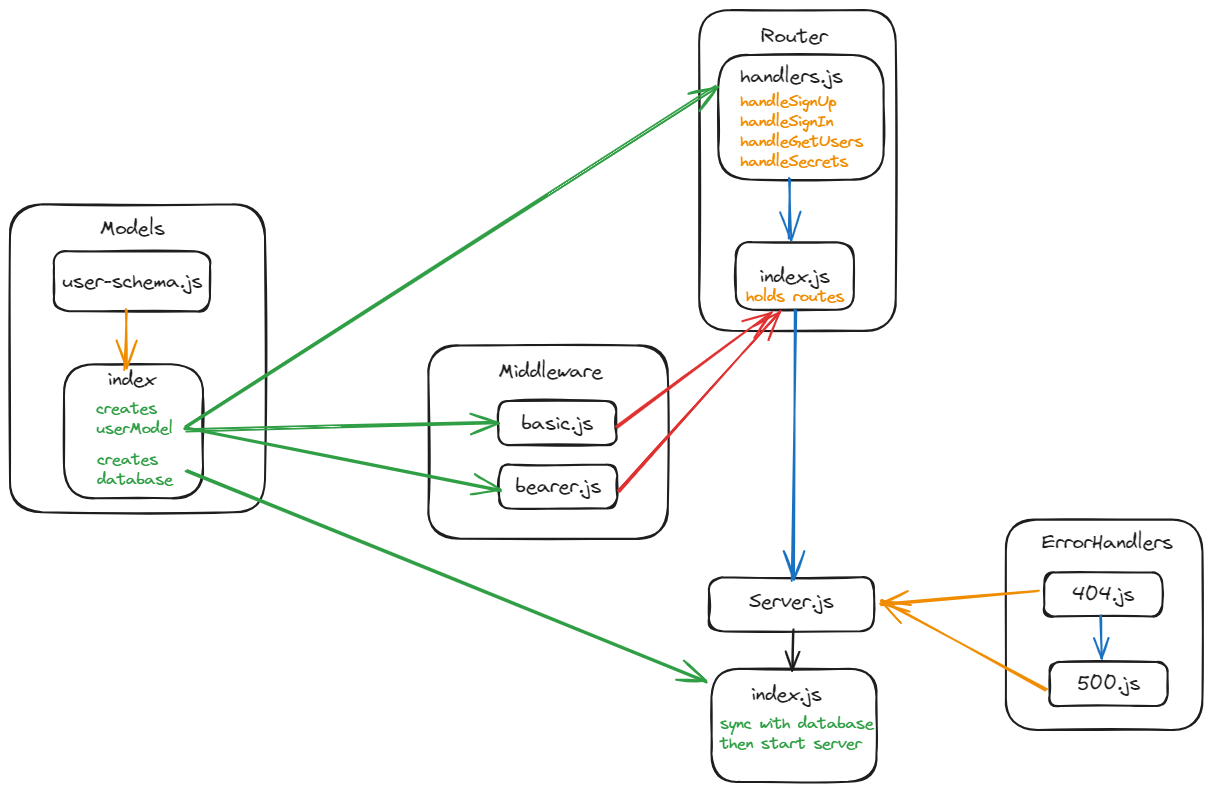 Router
handlers.js
handleSignUp
handleSignIn
handleGetUsers
handleSecrets
index.js
holds routes
Models
user-schema.js
index
creates
userModel
creates
database
Middleware
basic.js
bearer.js
Server.js
index.js
sync with database
then start server
ErrorHandlers
404.js
500.js